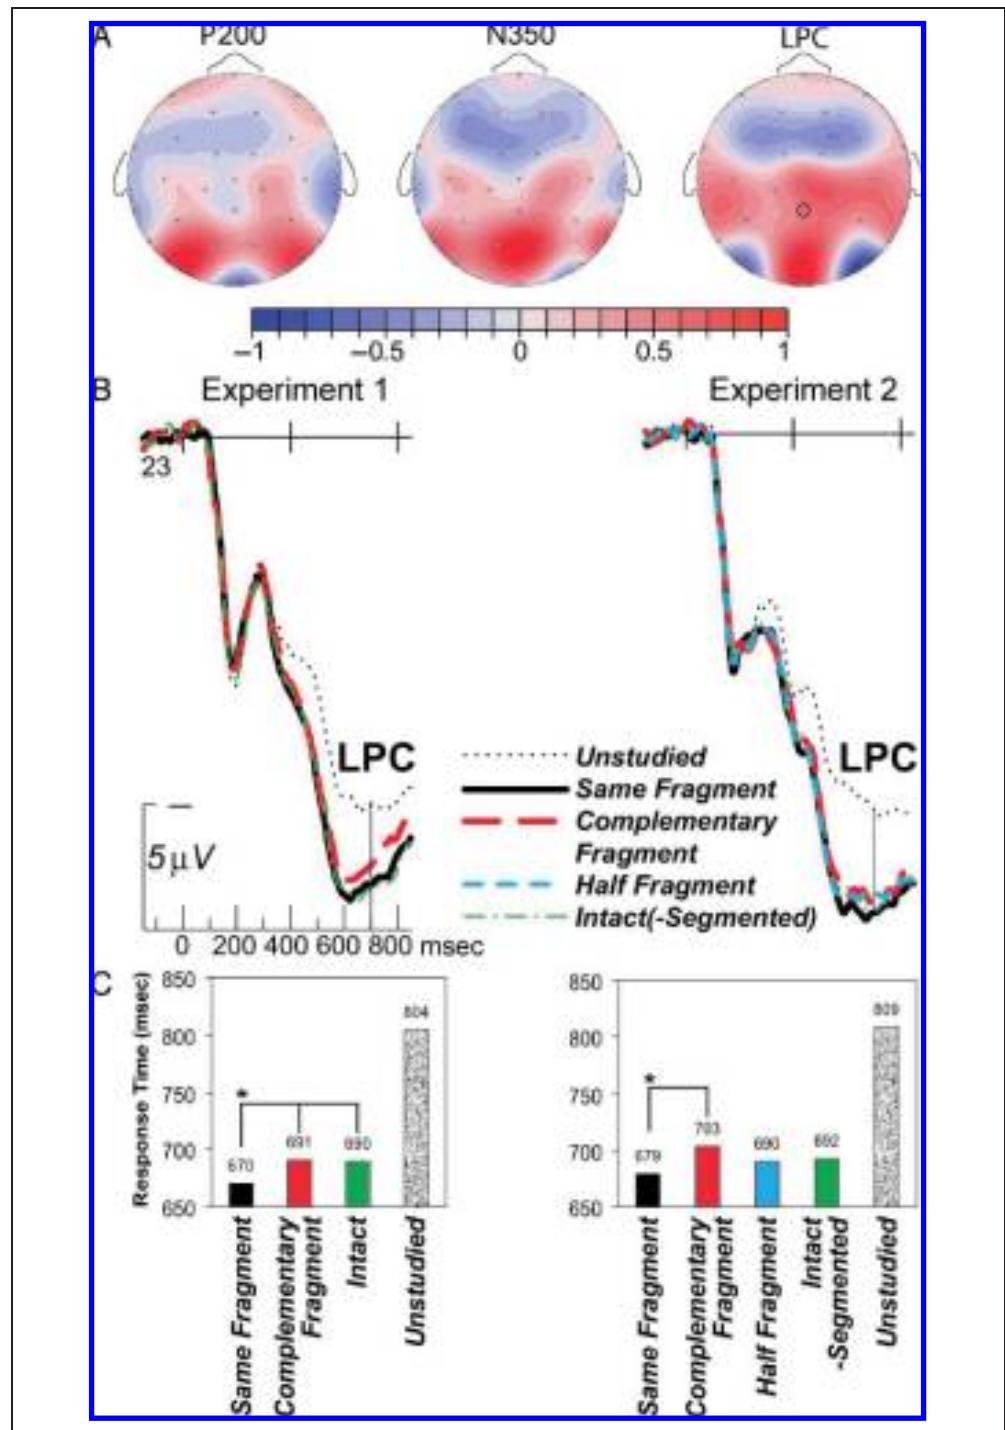 A P200 N350 LPC
−1 −0.5 0 0.5 1
B Experiment 1 Experiment 2
23
LPC LPC
Unstudied
Same Fragment
Complementary
Fragment
Half Fragment
Intact(-Segmented)
5 μV
0 200 400 600 800 msec
C
Response Time (msec)
850
800
750
700
650
*
670
691
690
804
Same Fragment
Complementary
Fragment
Intact
Unstudied
850
800
750
700
650
*
679
703
690
692
809
Same Fragment
Complementary
Fragment
Half Fragment
Intact
-Segmented
Unstudied